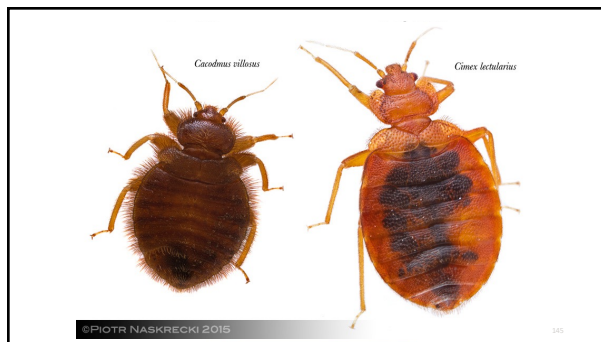 Cacodmus villosus
Cimex lectularius
©PIOTR NASKRECKI 2015
145